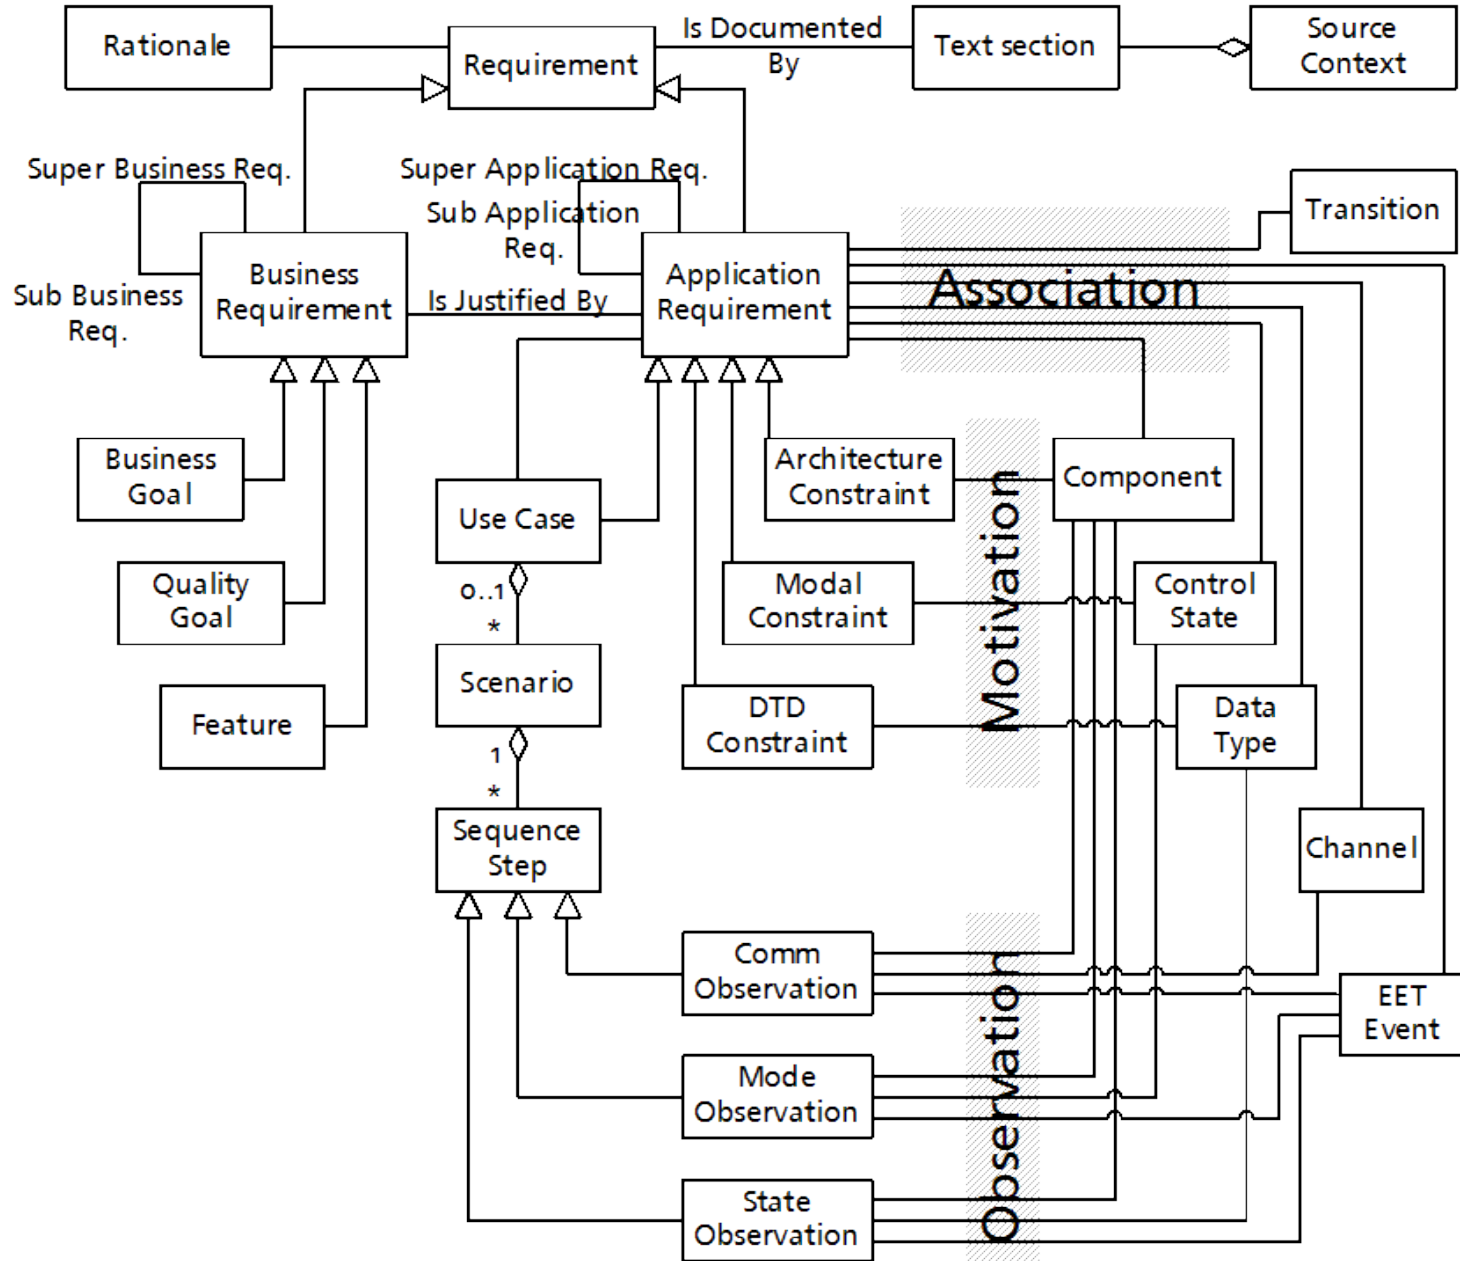 Rationale
Requirement
Is Documented
By
Text section
Source
Context
Super Business Req.
Super Application Req.
Sub Application
Req.
Transition
Business
Requirement
Sub Business
Req.
Is Justified By
Application
Requirement
Association
Business
Goal
Architecture
Constraint
Component
Use Case
Motivation
Quality
Goal
0..1
*
Modal
Constraint
Control
State
Scenario
Feature
DTD
Constraint
Data
Type
1
*
Sequence
Step
Channel
Comm
Observation
Observation
EET
Event
Mode
Observation
State
Observation